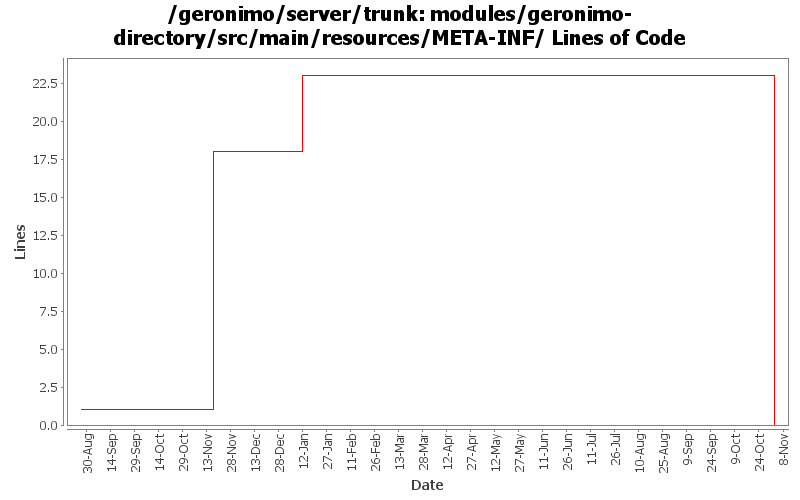 /geronimo/server/trunk: modules/geronimo-
directory/src/main/resources/META-INF/ Lines of Code
Lines
22.5
20.0
17.5
15.0
12.5
10.0
7.5
5.0
2.5
0.0
30-Aug
14-Sep
29-Sep
14-Oct
29-Oct
13-Nov
28-Nov
13-Dec
28-Dec
12-Jan
27-Jan
11-Feb
26-Feb
13-Mar
28-Mar
12-Apr
27-Apr
12-May
27-May
11-Jun
26-Jun
11-Jul
26-Jul
10-Aug
25-Aug
9-Sep
24-Sep
9-Oct
24-Oct
8-Nov
Date